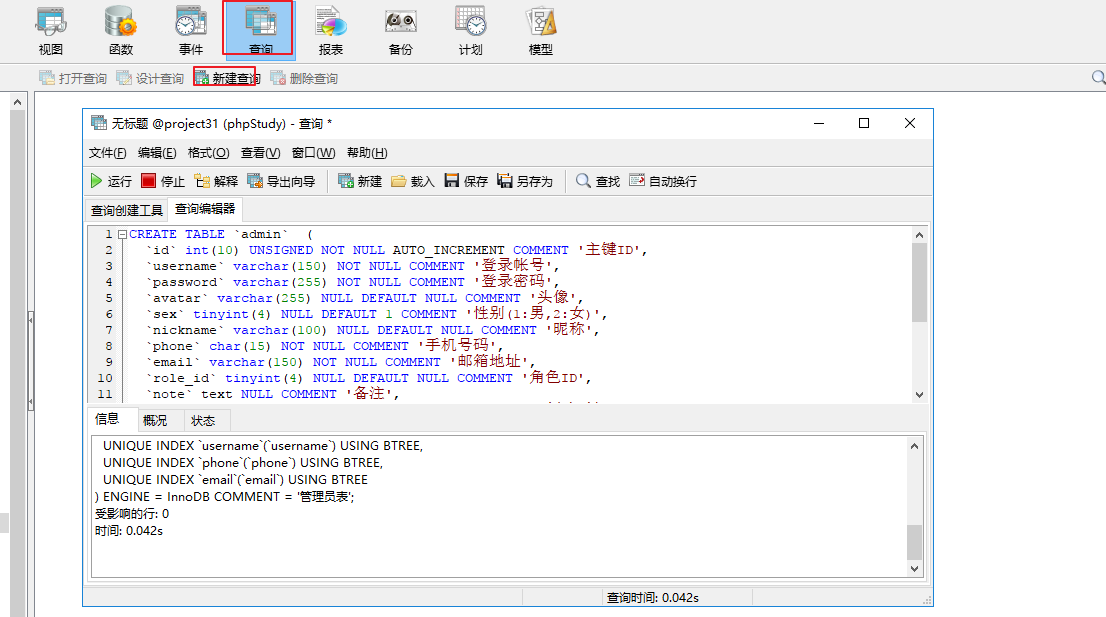 视图 函数 事件 查询 报表 备份 计划 模型
打开查询 设计查询 新建查询 删除查询
无标题 @project31 (phpStudy) - 查询 *
文件(F) 编辑(E) 格式(O) 查看(V) 窗口(W) 帮助(H)
运行 停止 解释 导出向导 新建 载入 保存 另存为 查找 自动换行
查询创建工具 查询编辑器
1 CREATE TABLE `admin`  (
2 `id` int(10) UNSIGNED NOT NULL AUTO_INCREMENT COMMENT '主键ID',
3 `username` varchar(150) NOT NULL COMMENT '登录帐号',
4 `password` varchar(255) NOT NULL COMMENT '登录密码',
5 `avatar` varchar(255) NULL DEFAULT NULL COMMENT '头像',
6 `sex` tinyint(4) NULL DEFAULT 1 COMMENT '性别(1:男,2:女)',
7 `nickname` varchar(100) NULL DEFAULT NULL COMMENT '昵称',
8 `phone` char(15) NOT NULL COMMENT '手机号码',
9 `email` varchar(150) NOT NULL COMMENT '邮箱地址',
10 `role_id` tinyint(4) NULL DEFAULT NULL COMMENT '角色ID',
11 `note` text NULL COMMENT '备注',
信息 概况 状态
UNIQUE INDEX `username`(`username`) USING BTREE,
UNIQUE INDEX `phone`(`phone`) USING BTREE,
UNIQUE INDEX `email`(`email`) USING BTREE
) ENGINE = InnoDB COMMENT = '管理员表';
受影响的行: 0
时间: 0.042s
查询时间: 0.042s